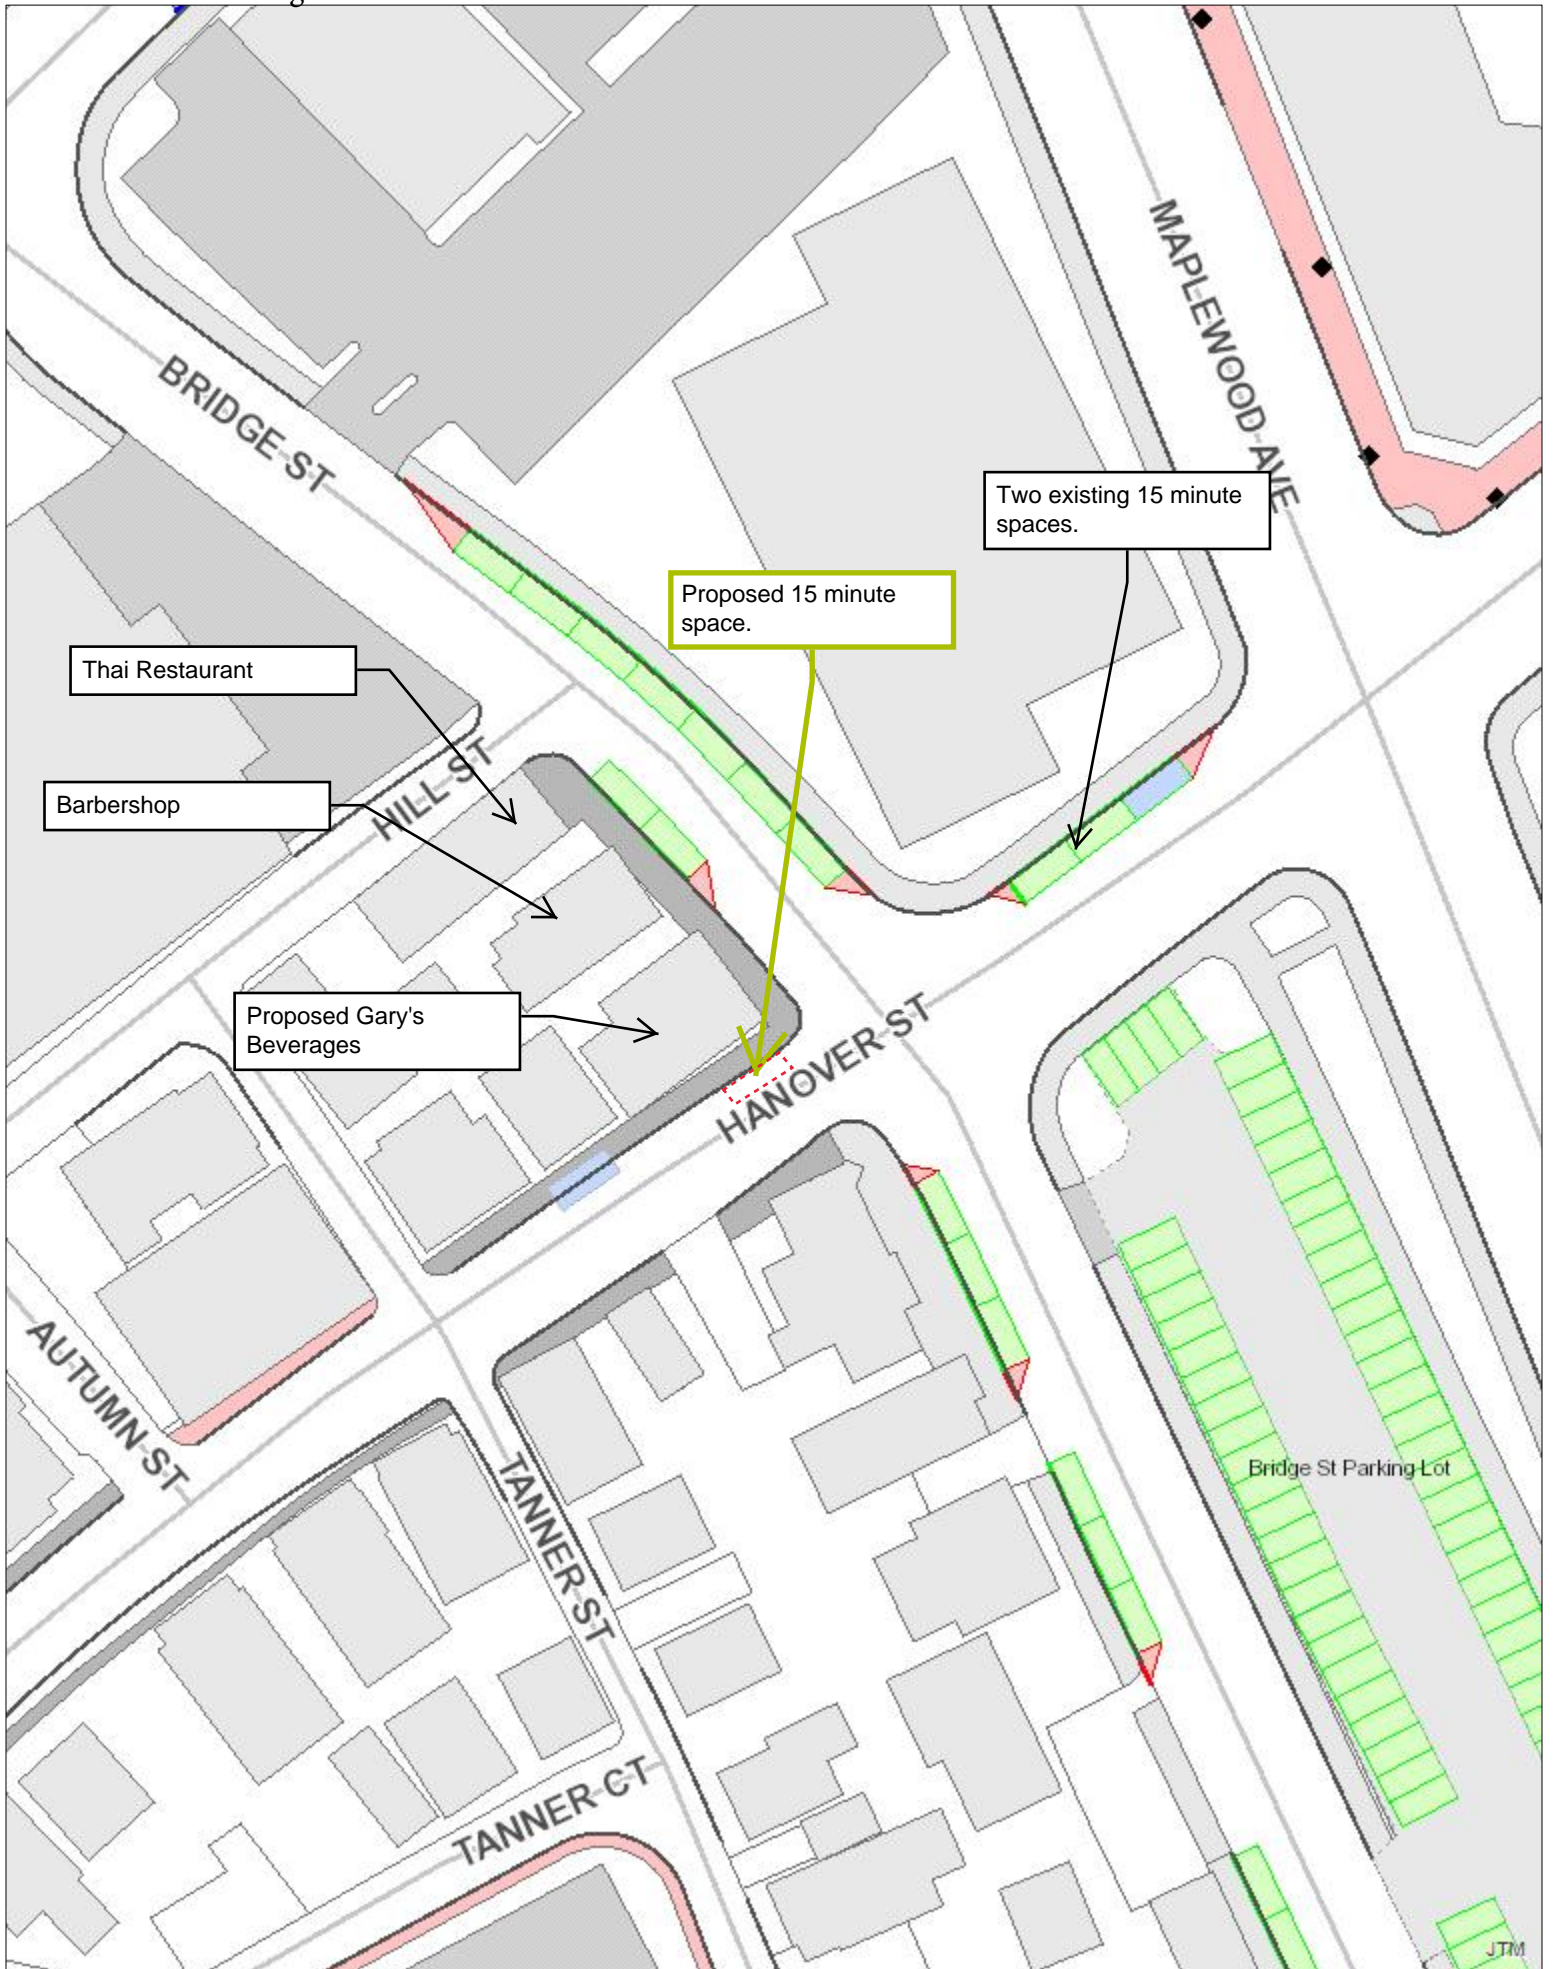 MAPLEWOOD AVE
BRIDGE ST
Two existing 15 minute
spaces.
Proposed 15 minute
space.
Thai Restaurant
HILL ST
Barbershop
Proposed Gary's
Beverages
HANOVER ST
AUTUMN ST
TANNER ST
Bridge St Parking Lot
TANNER CT
JTM